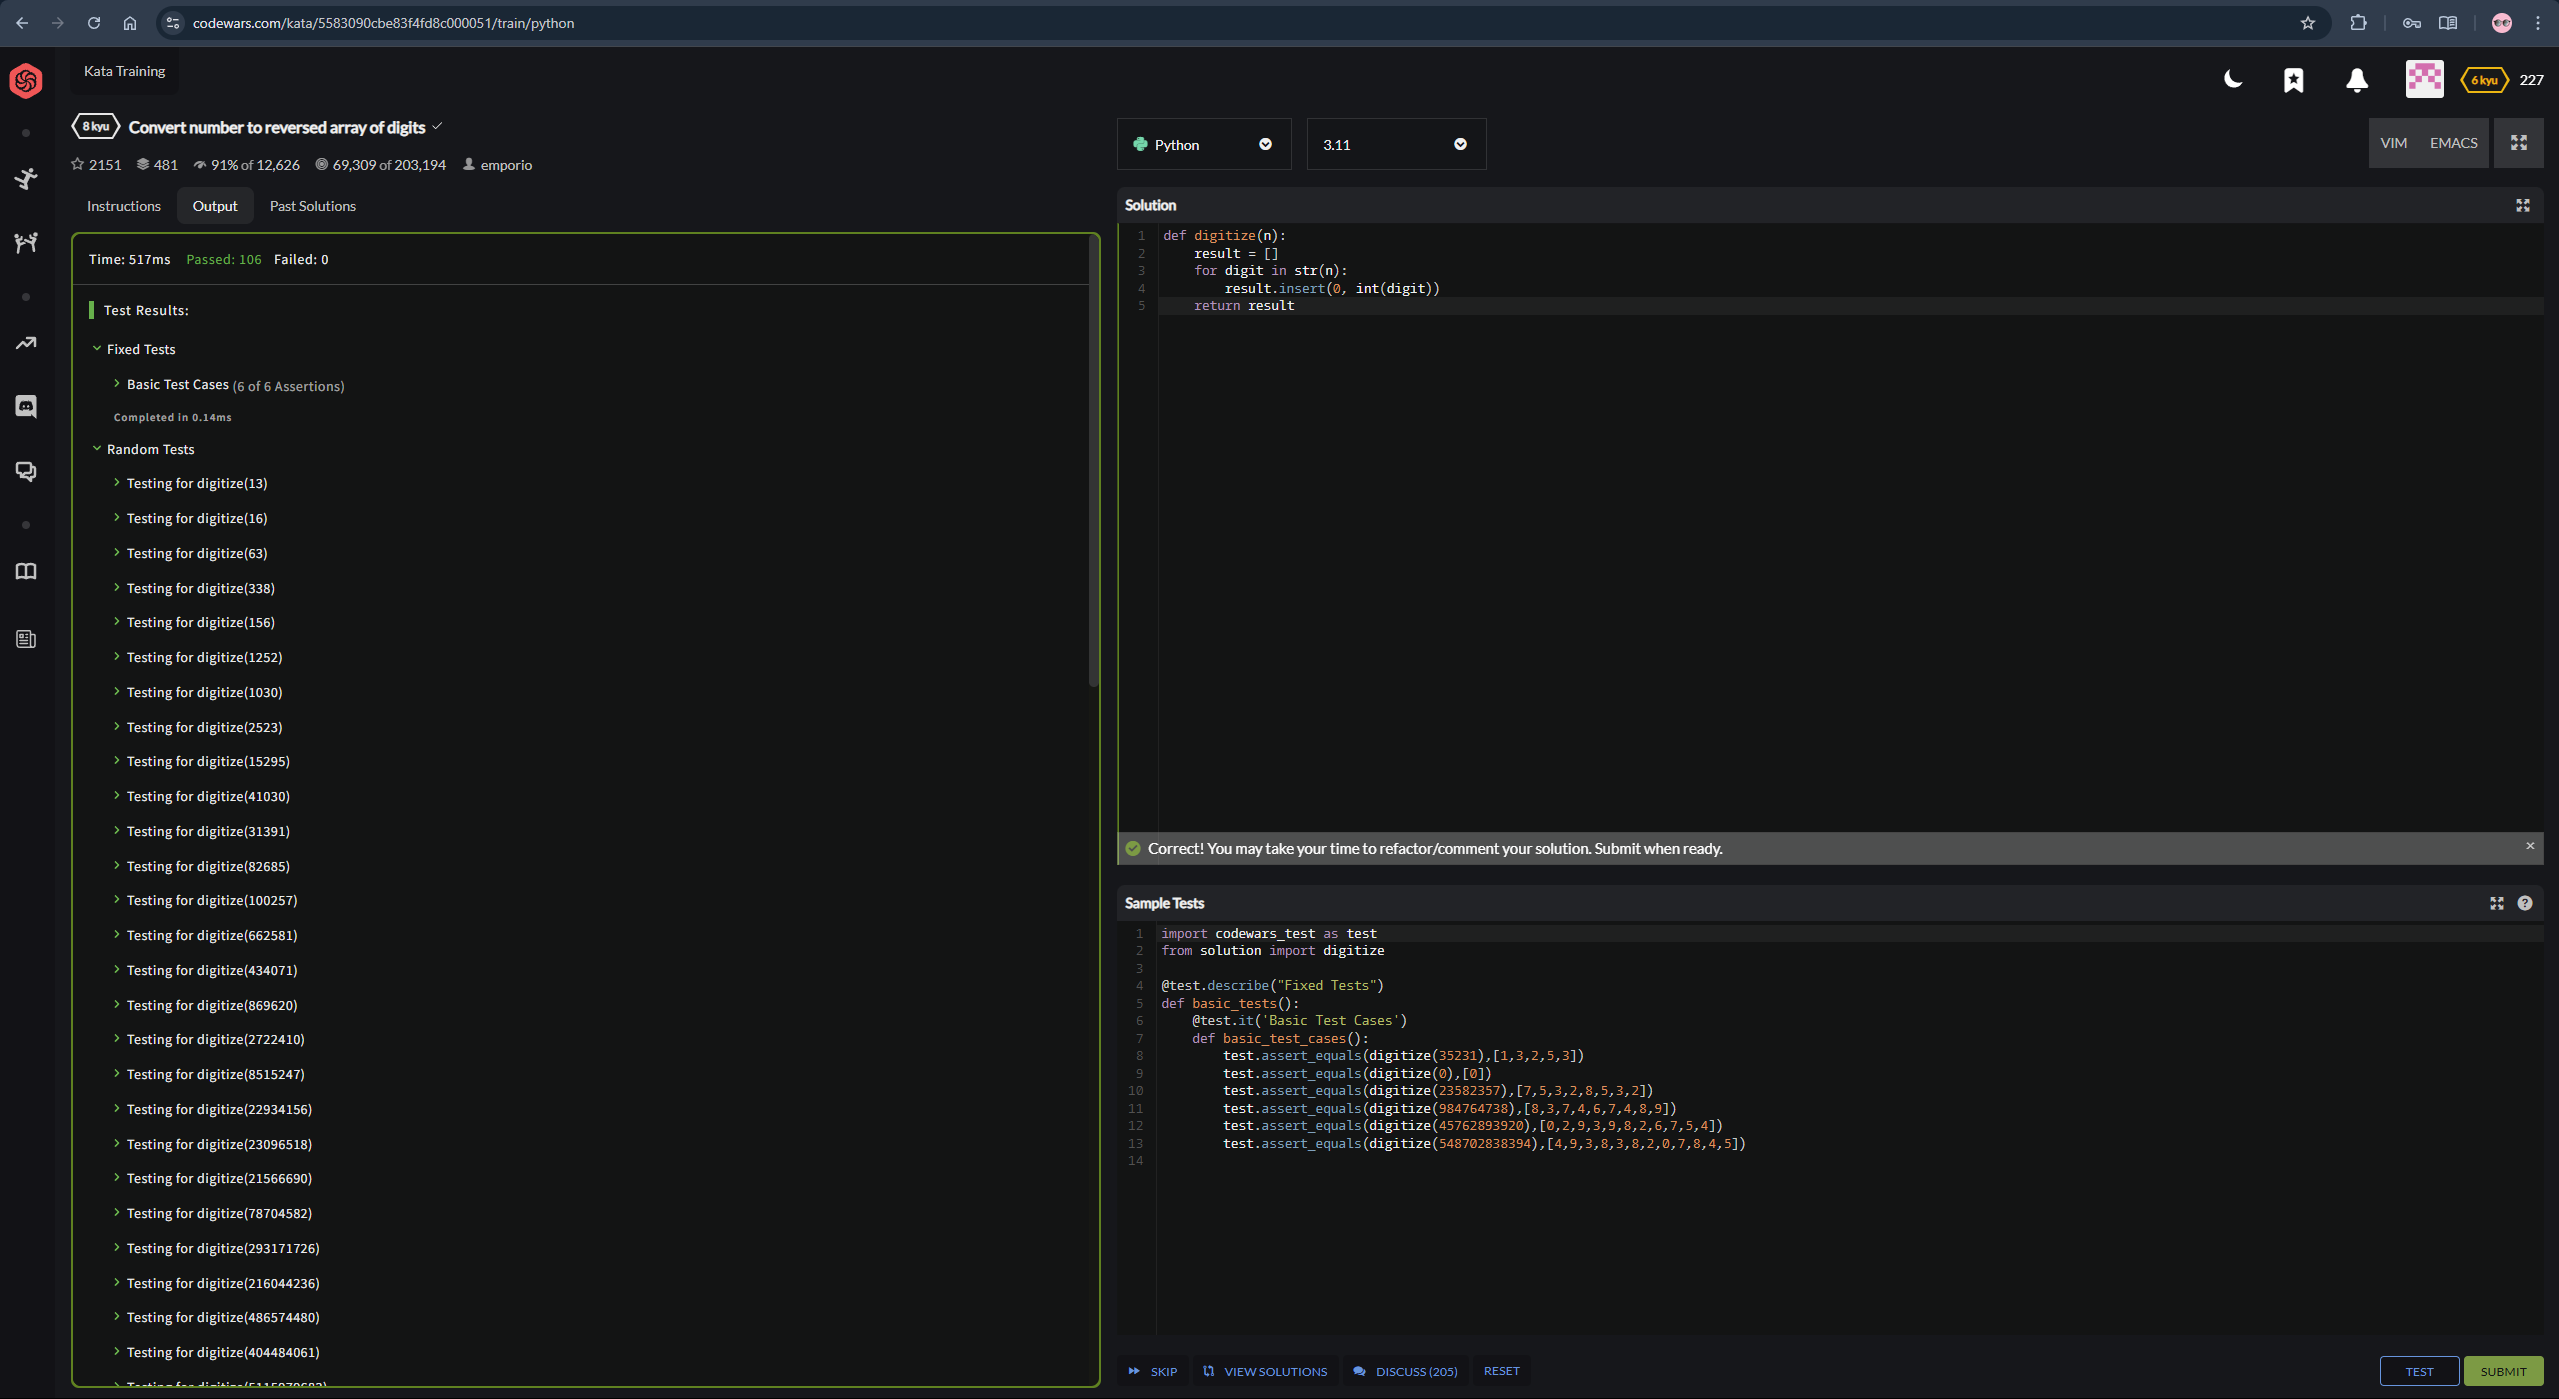 codewars.com/kata/5583090cbe83f4fd8c000051/train/python
Kata Training
6 kyu 227
8 kyu Convert number to reversed array of digits
2151 481 91% of 12,626 69,309 of 203,194 emporio
Instructions Output Past Solutions
Time: 517ms Passed: 106 Failed: 0
Test Results:
Fixed Tests
Basic Test Cases (6 of 6 Assertions)
Completed in 0.14ms
Random Tests
Testing for digitize(13)
Testing for digitize(16)
Testing for digitize(63)
Testing for digitize(338)
Testing for digitize(156)
Testing for digitize(1252)
Testing for digitize(1030)
Testing for digitize(2523)
Testing for digitize(15295)
Testing for digitize(41030)
Testing for digitize(31391)
Testing for digitize(82685)
Testing for digitize(100257)
Testing for digitize(662581)
Testing for digitize(434071)
Testing for digitize(869620)
Testing for digitize(2722410)
Testing for digitize(8515247)
Testing for digitize(22934156)
Testing for digitize(23096518)
Testing for digitize(21566690)
Testing for digitize(78704582)
Testing for digitize(293171726)
Testing for digitize(216044236)
Testing for digitize(486574480)
Testing for digitize(404484061)
Python 3.11 VIM EMACS
Solution
1 def digitize(n):
2     result = []
3     for digit in str(n):
4         result.insert(0, int(digit))
5     return result
Correct! You may take your time to refactor/comment your solution. Submit when ready.
Sample Tests
1 import codewars_test as test
2 from solution import digitize
3
4 @test.describe("Fixed Tests")
5 def basic_tests():
6     @test.it('Basic Test Cases')
7     def basic_test_cases():
8         test.assert_equals(digitize(35231),[1,3,2,5,3])
9         test.assert_equals(digitize(0),[0])
10         test.assert_equals(digitize(23582357),[7,5,3,2,8,5,3,2])
11         test.assert_equals(digitize(984764738),[8,3,7,4,6,7,4,8,9])
12         test.assert_equals(digitize(45762893920),[0,2,9,3,9,8,2,6,7,5,4])
13         test.assert_equals(digitize(548702838394),[4,9,3,8,3,8,2,0,7,8,4,5])
14
SKIP VIEW SOLUTIONS DISCUSS (205) RESET TEST SUBMIT